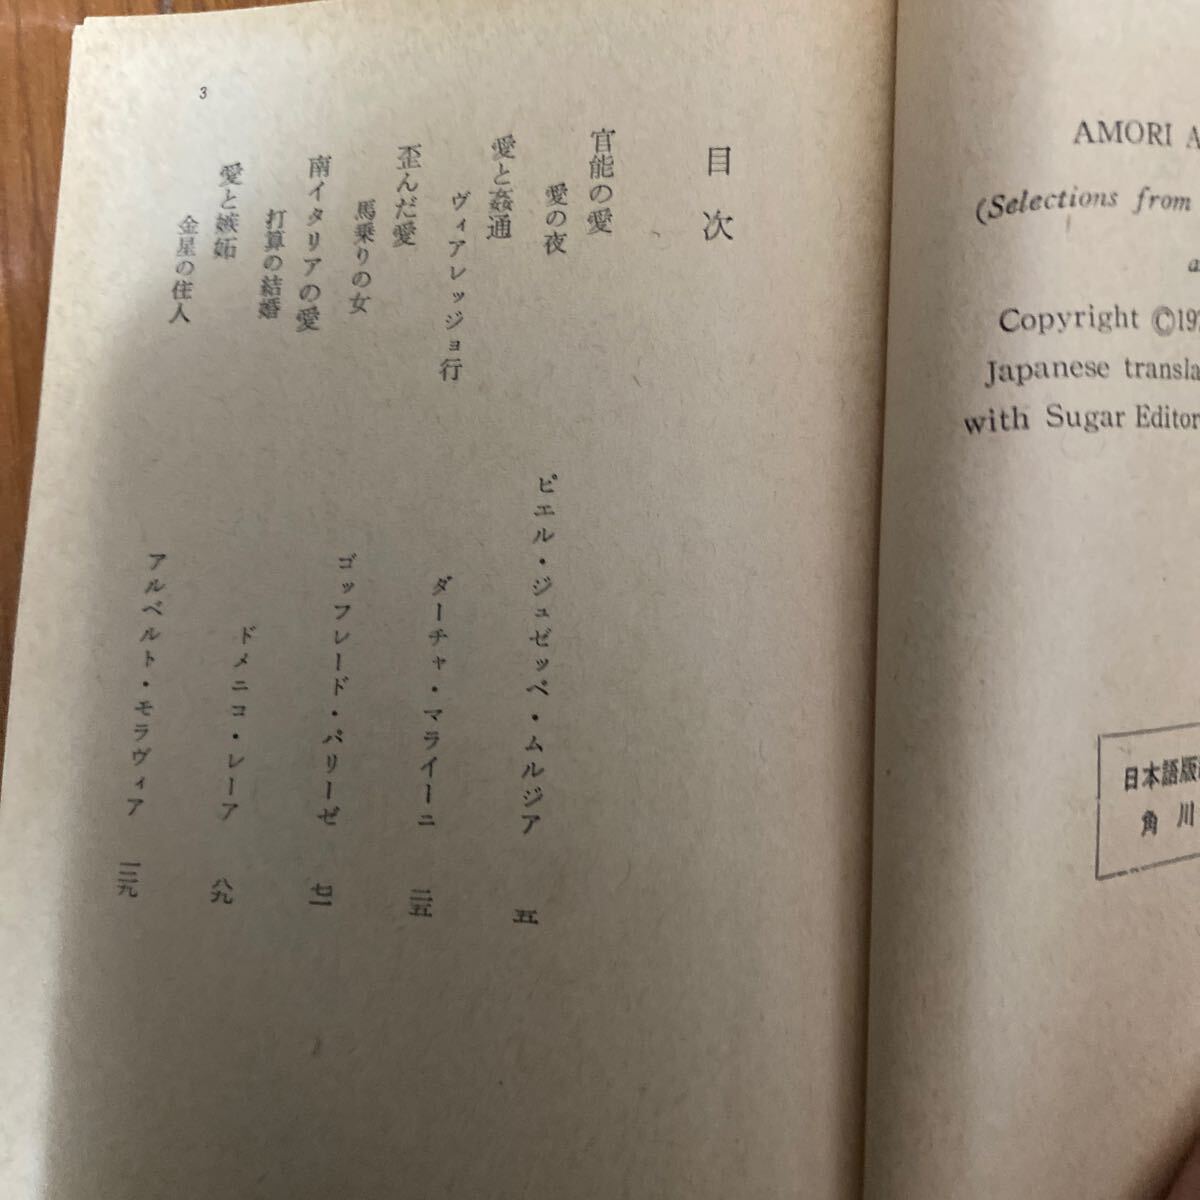 AMORI A
(Selections from
a
Copyright ©197
Japanese transla
with Sugar Editor
日本語版
角川
目次
官能の愛
愛の夜 ピエル・ジュゼッペ・ムルジア 五
愛と姦通
ヴィアレッジョ行 ダーチャ・マライーニ 二五
歪んだ愛
馬乗りの女 ゴッフレード・パリーゼ 七一
南イタリアの愛
打算の結婚 ドメニコ・レーア 八九
愛と嫉妬
金星の住人 アルベルト・モラヴィア 一二九
3